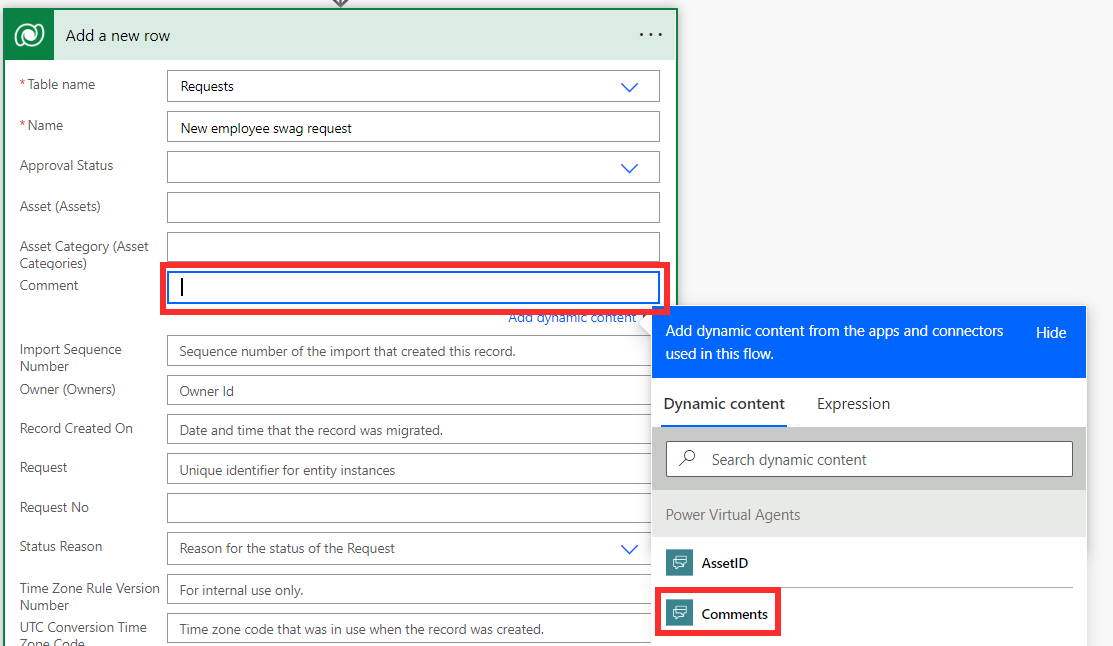 Add a new row
...
* Table name
Requests
* Name
New employee swag request
Approval Status
Asset (Assets)
Asset Category (Asset
Categories)
Comment
Add dynamic content
Import Sequence
Number
Sequence number of the import that created this record.
Owner (Owners)
Owner Id
Record Created On
Date and time that the record was migrated.
Request
Unique identifier for entity instances
Request No
Status Reason
Reason for the status of the Request
Time Zone Rule Version
Number
For internal use only.
UTC Conversion Time
Zone Code
Time zone code that was in use when the record was created.
Add dynamic content from the apps and connectors
used in this flow.
Hide
Dynamic content
Expression
Search dynamic content
Power Virtual Agents
AssetID
Comments